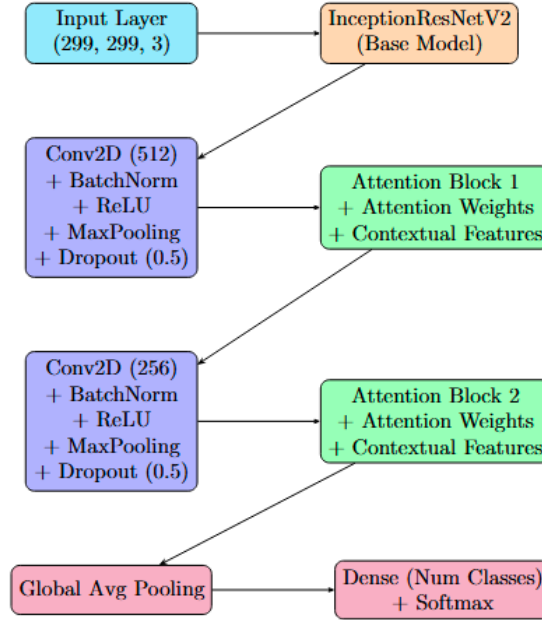 Input Layer
(299, 299, 3)
InceptionResNetV2
(Base Model)
Conv2D (512)
+ BatchNorm
+ ReLU
+ MaxPooling
+ Dropout (0.5)
Attention Block 1
+ Attention Weights
+ Contextual Features
Conv2D (256)
+ BatchNorm
+ ReLU
+ MaxPooling
+ Dropout (0.5)
Attention Block 2
+ Attention Weights
+ Contextual Features
Global Avg Pooling
Dense (Num Classes)
+ Softmax